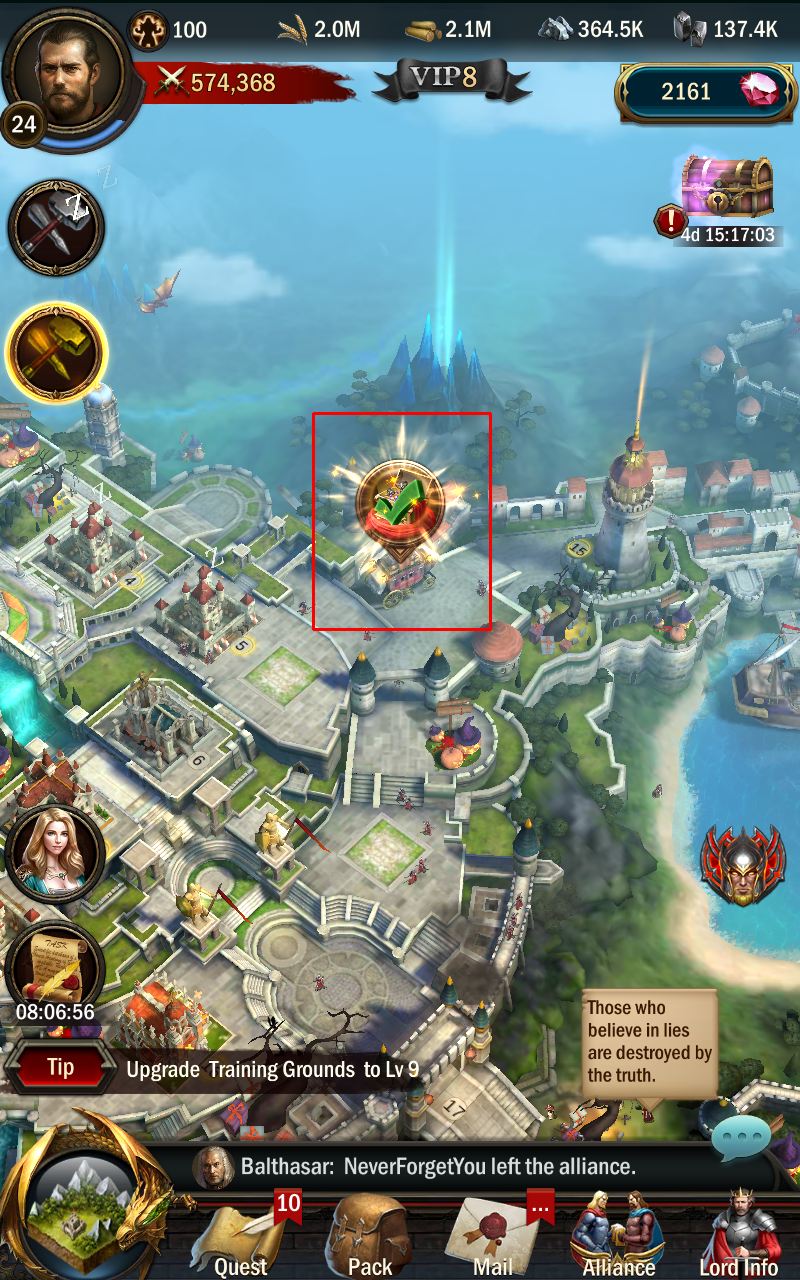 100
2.0M
2.1M
364.5K
137.4K
574,368
VIP8
2161
24
Z
4d 15:17:03
15
4
5
6
TASK
08:06:56
Those who
believe in lies
are destroyed by
the truth.
Tip
Upgrade Training Grounds to Lv 9
17
Balthasar: NeverForgetYou left the alliance.
10
...
Quest
Pack
Mail
Alliance
Lord Info